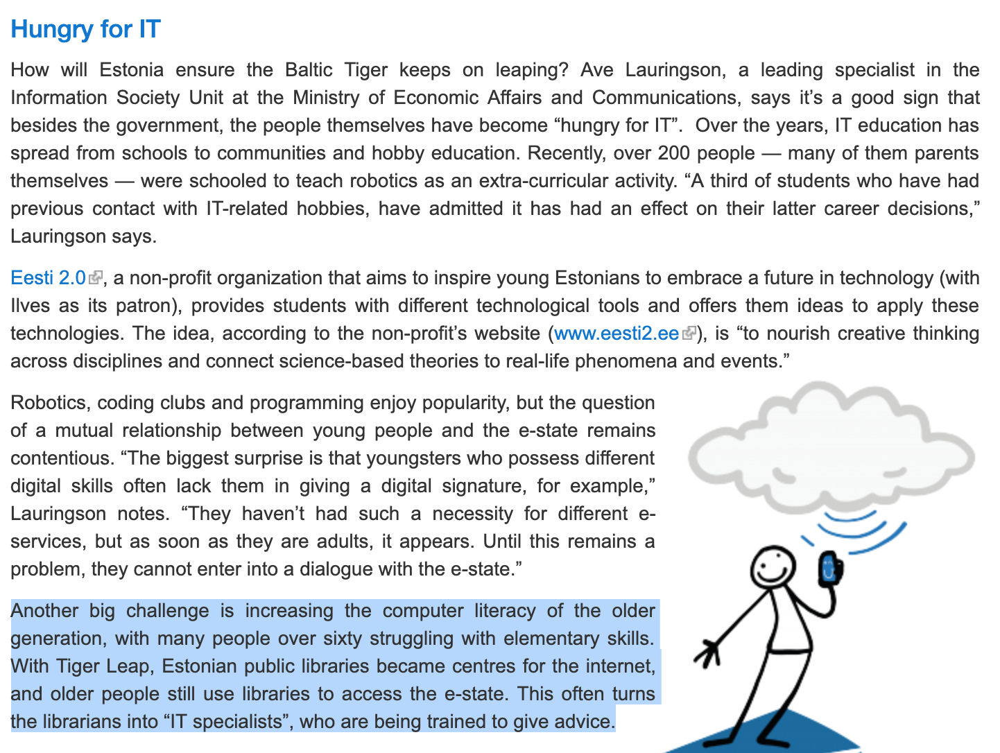 Hungry for IT
How will Estonia ensure the Baltic Tiger keeps on leaping? Ave Lauringson, a leading specialist in the
Information Society Unit at the Ministry of Economic Affairs and Communications, says it’s a good sign that
besides the government, the people themselves have become “hungry for IT”.  Over the years, IT education has
spread from schools to communities and hobby education. Recently, over 200 people — many of them parents
themselves — were schooled to teach robotics as an extra-curricular activity. “A third of students who have had
previous contact with IT-related hobbies, have admitted it has had an effect on their latter career decisions,”
Lauringson says.
Eesti 2.0, a non-profit organization that aims to inspire young Estonians to embrace a future in technology (with
Ilves as its patron), provides students with different technological tools and offers them ideas to apply these
technologies. The idea, according to the non-profit’s website (www.eesti2.ee), is “to nourish creative thinking
across disciplines and connect science-based theories to real-life phenomena and events.”
Robotics, coding clubs and programming enjoy popularity, but the question
of a mutual relationship between young people and the e-state remains
contentious. “The biggest surprise is that youngsters who possess different
digital skills often lack them in giving a digital signature, for example,”
Lauringson notes. “They haven’t had such a necessity for different e-
services, but as soon as they are adults, it appears. Until this remains a
problem, they cannot enter into a dialogue with the e-state.”
Another big challenge is increasing the computer literacy of the older
generation, with many people over sixty struggling with elementary skills.
With Tiger Leap, Estonian public libraries became centres for the internet,
and older people still use libraries to access the e-state. This often turns
the librarians into “IT specialists”, who are being trained to give advice.